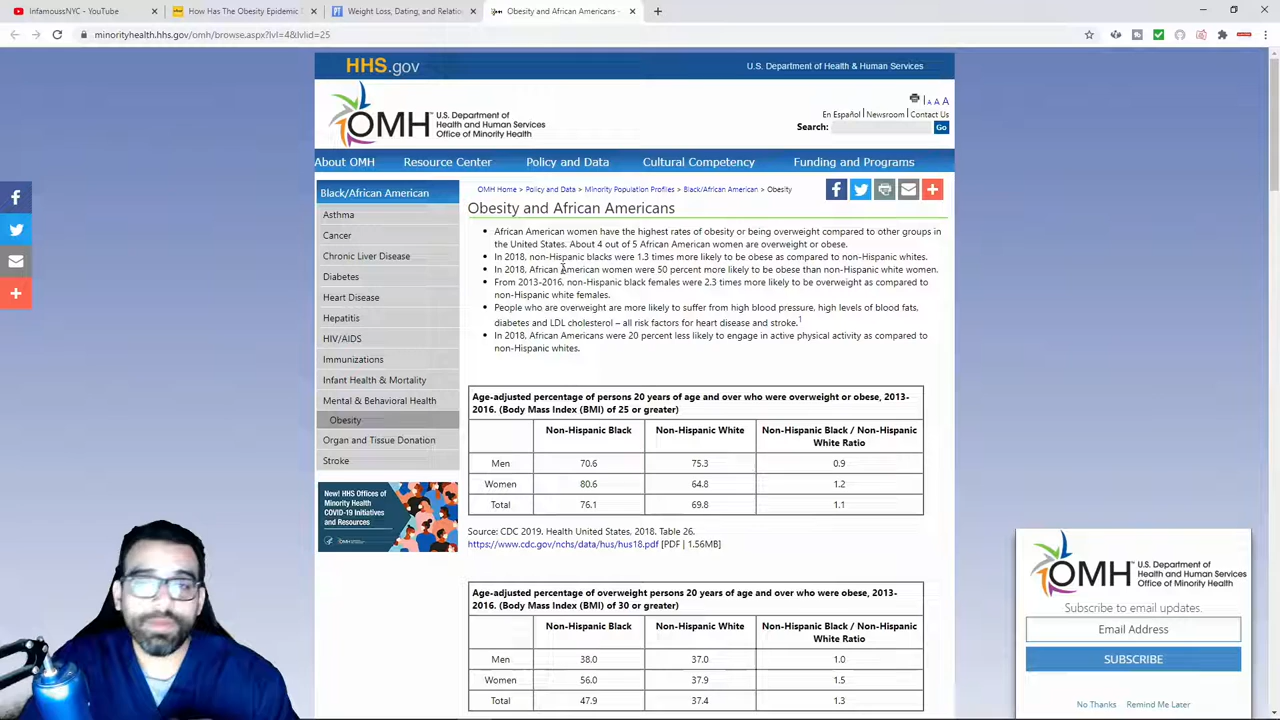 InfamousNYC - YouTube
How Has The Obesity Epidemic
Weight Loss, Dating, and Relatio
Obesity and African Americans -
minorityhealth.hhs.gov/omh/browse.aspx?lvl=4&lvlid=25
HHS.gov
U.S. Department of Health & Human Services
OMH
U.S. Department of
Health and Human Services
Office of Minority Health
A A A
En Español | Newsroom | Contact Us
Search: Go
About OMH Resource Center Policy and Data Cultural Competency Funding and Programs
Black/African American
Asthma
Cancer
Chronic Liver Disease
Diabetes
Heart Disease
Hepatitis
HIV/AIDS
Immunizations
Infant Health & Mortality
Mental & Behavioral Health
Obesity
Organ and Tissue Donation
Stroke
New! HHS Offices of
Minority Health
COVID-19 Initiatives
and Resources
OMH Home > Policy and Data > Minority Population Profiles > Black/African American > Obesity
Obesity and African Americans
African American women have the highest rates of obesity or being overweight compared to other groups in
the United States. About 4 out of 5 African American women are overweight or obese.
In 2018, non-Hispanic blacks were 1.3 times more likely to be obese as compared to non-Hispanic whites.
In 2018, African American women were 50 percent more likely to be obese than non-Hispanic white women.
From 2013-2016, non-Hispanic black females were 2.3 times more likely to be overweight as compared to
non-Hispanic white females.
People who are overweight are more likely to suffer from high blood pressure, high levels of blood fats,
diabetes and LDL cholesterol – all risk factors for heart disease and stroke.1
In 2018, African Americans were 20 percent less likely to engage in active physical activity as compared to
non-Hispanic whites.
Age-adjusted percentage of persons 20 years of age and over who were overweight or obese, 2013-
2016. (Body Mass Index (BMI) of 25 or greater)
Non-Hispanic Black Non-Hispanic White Non-Hispanic Black / Non-Hispanic
White Ratio
Men 70.6 75.3 0.9
Women 80.6 64.8 1.2
Total 76.1 69.8 1.1
Source: CDC 2019. Health United States, 2018. Table 26.
https://www.cdc.gov/nchs/data/hus/hus18.pdf [PDF | 1.56MB]
Age-adjusted percentage of overweight persons 20 years of age and over who were obese, 2013-
2016. (Body Mass Index (BMI) of 30 or greater)
Non-Hispanic Black Non-Hispanic White Non-Hispanic Black / Non-Hispanic
White Ratio
Men 38.0 37.0 1.0
Women 56.0 37.9 1.5
Total 47.9 37.4 1.3
OMH
U.S. Department of
Health and Human Services
Office of Minority Health
Subscribe to email updates.
Email Address
SUBSCRIBE
No Thanks Remind Me Later